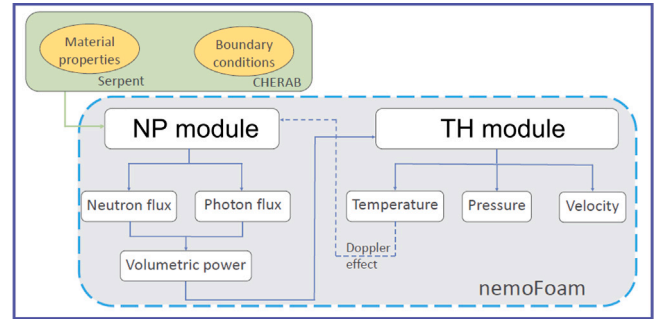 Material
properties
Serpent
Boundary
conditions
CHERAB
NP module
TH module
Neutron flux
Photon flux
Temperature
Pressure
Velocity
Doppler
effect
Volumetric power
nemoFoam